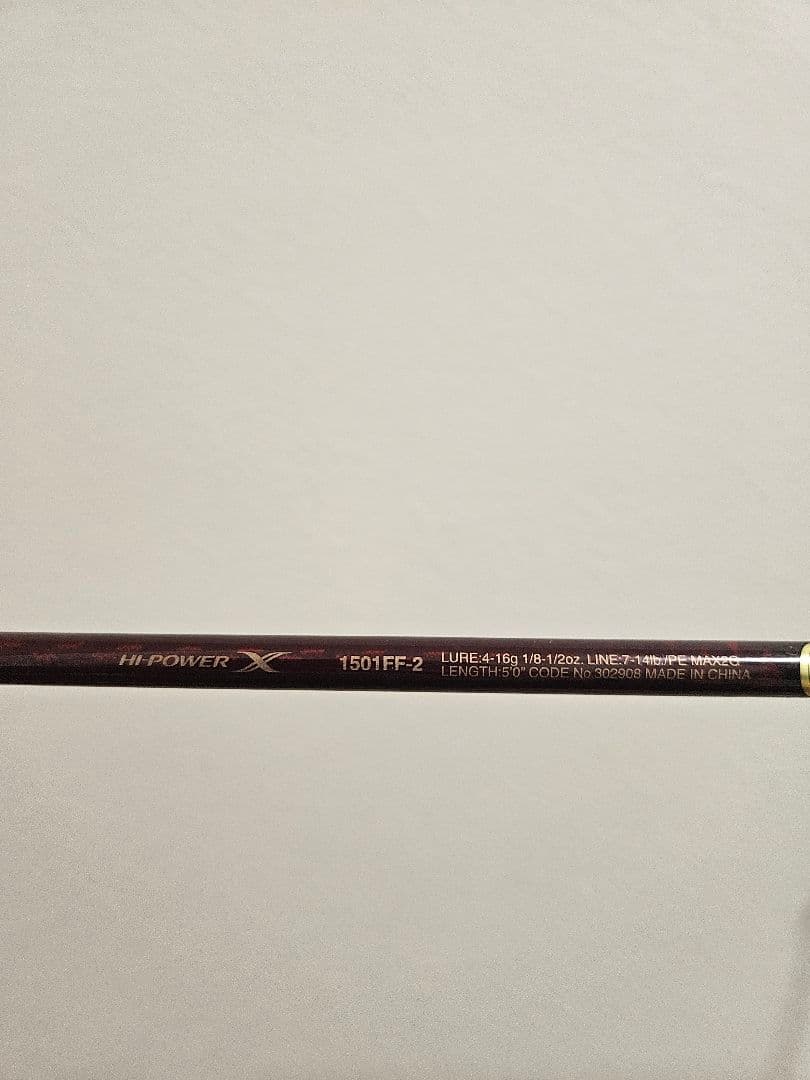 HI-POWER X 1501FF-2 LURE:4-16g 1/8-1/2oz. LINE:7-14lb./PE MAX2G
LENGTH:5'0" CODE No.302908 MADE IN CHINA